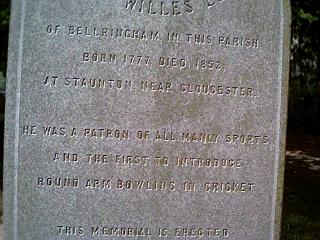 WILLES
OF BELLRINGHAM, IN THIS PARISH,
BORN 1777. DIED 1852.
AT STAUNTON, NEAR GLOUCESTER.
HE WAS A PATRON OF ALL MANLY SPORTS
AND THE FIRST TO INTRODUCE
ROUND ARM BOWLING IN CRICKET
THIS MEMORIAL IS ERECTED